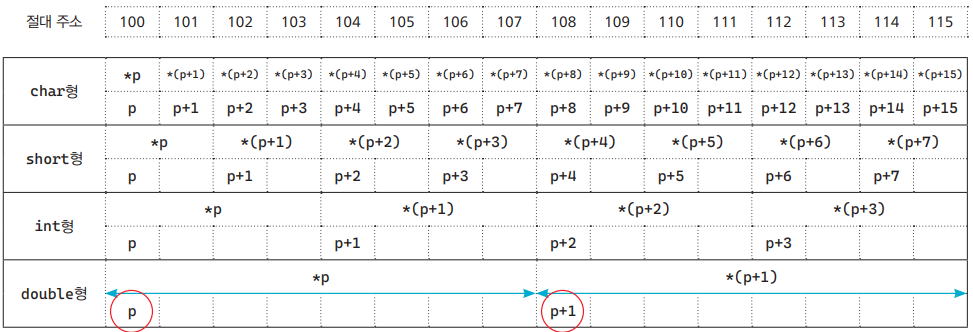 절대 주소 100 101 102 103 104 105 106 107 108 109 110 111 112 113 114 115
char형
*p *(p+1) *(p+2) *(p+3) *(p+4) *(p+5) *(p+6) *(p+7) *(p+8) *(p+9) *(p+10) *(p+11) *(p+12) *(p+13) *(p+14) *(p+15)
p p+1 p+2 p+3 p+4 p+5 p+6 p+7 p+8 p+9 p+10 p+11 p+12 p+13 p+14 p+15
short형
*p *(p+1) *(p+2) *(p+3) *(p+4) *(p+5) *(p+6) *(p+7)
p p+1 p+2 p+3 p+4 p+5 p+6 p+7
int형
*p *(p+1) *(p+2) *(p+3)
p p+1 p+2 p+3
double형
*p *(p+1)
p p+1